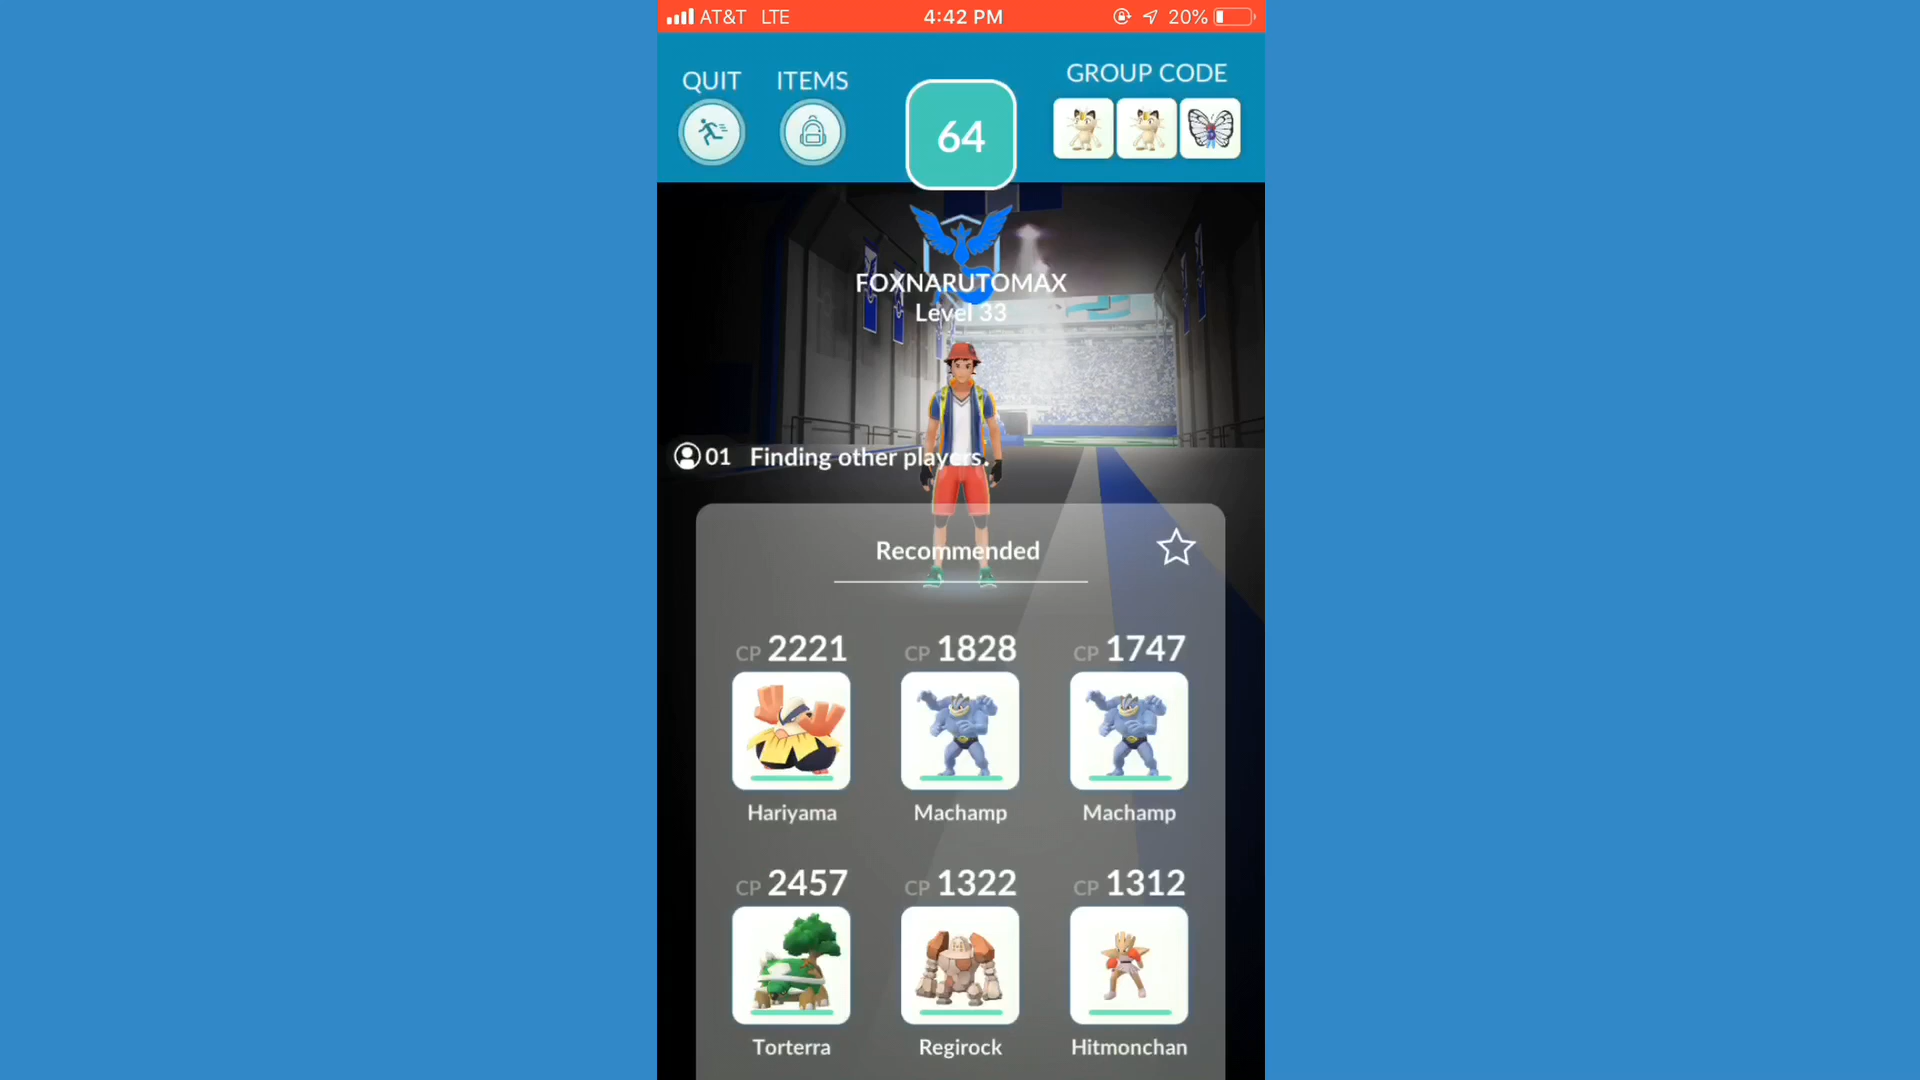 AT&T LTE 4:42 PM 20%
QUIT ITEMS GROUP CODE
64
FOXNARUTOMAX
Level 33
01 Finding other players.
Recommended
CP 2221 CP 1828 CP 1747
Hariyama Machamp Machamp
CP 2457 CP 1322 CP 1312
Torterra Regirock Hitmonchan